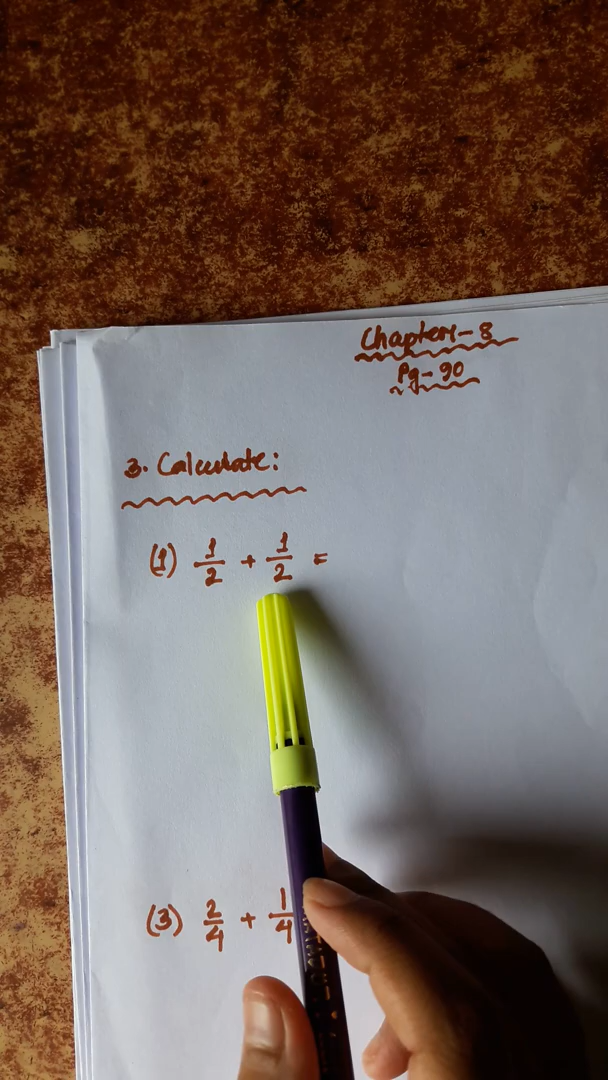 Chapter-8
Pg-90
3. Calculate:
(1) 1/2 + 1/2 =
(3) 2/4 + 1/4